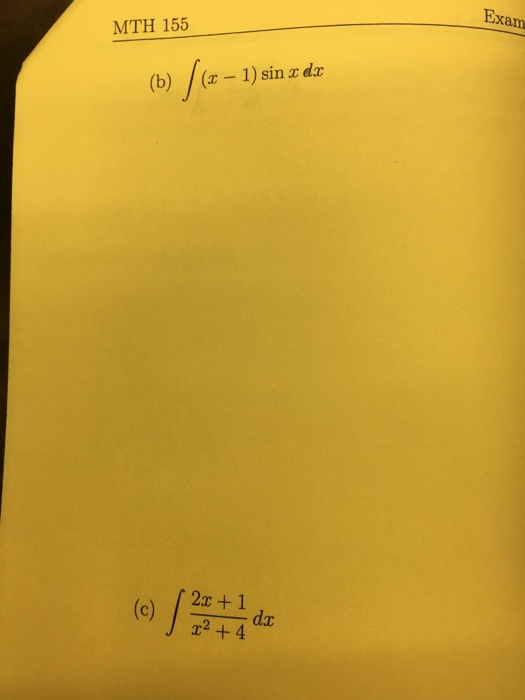 MTH 155
Exam
(b) ∫(x − 1) sin x dx
(c) ∫ (2x + 1)/(x² + 4) dx